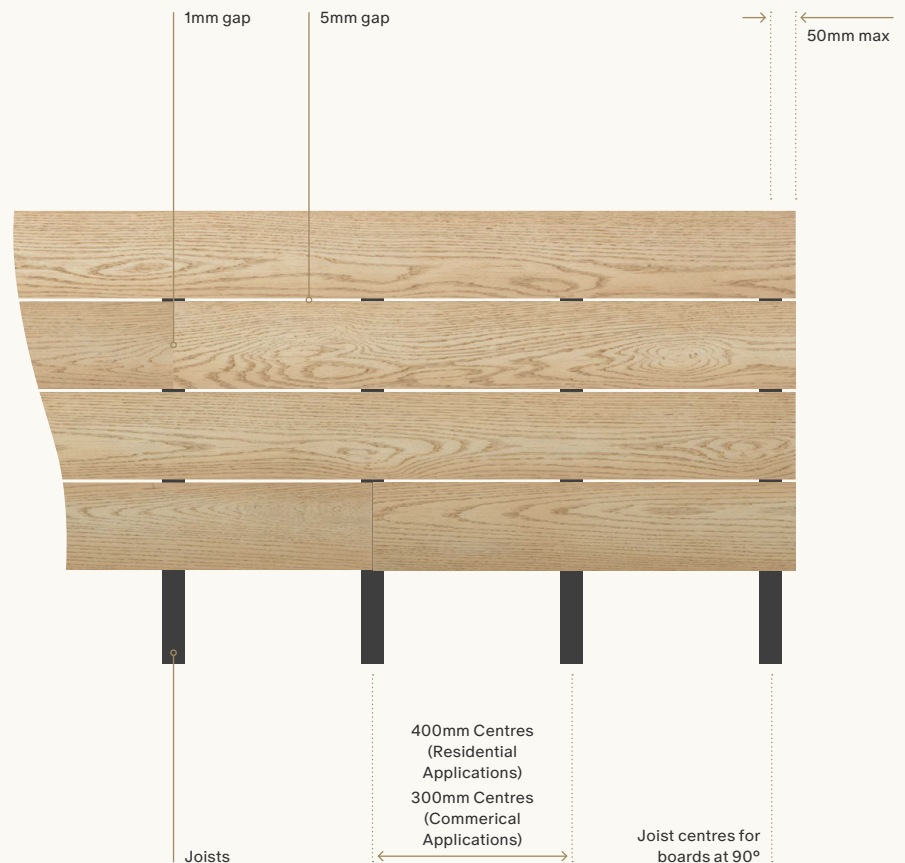 1mm gap
5mm gap
50mm max
400mm Centres
(Residential
Applications)
300mm Centres
(Commerical
Applications)
Joist centres for
boards at 90°
Joists